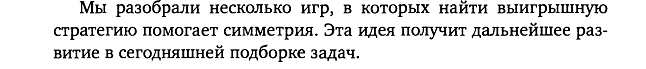 Мы разобрали несколько игр, в которых найти выигрышную
стратегию помогает симметрия. Эта идея получит дальнейшее раз-
витие в сегодняшней подборке задач.